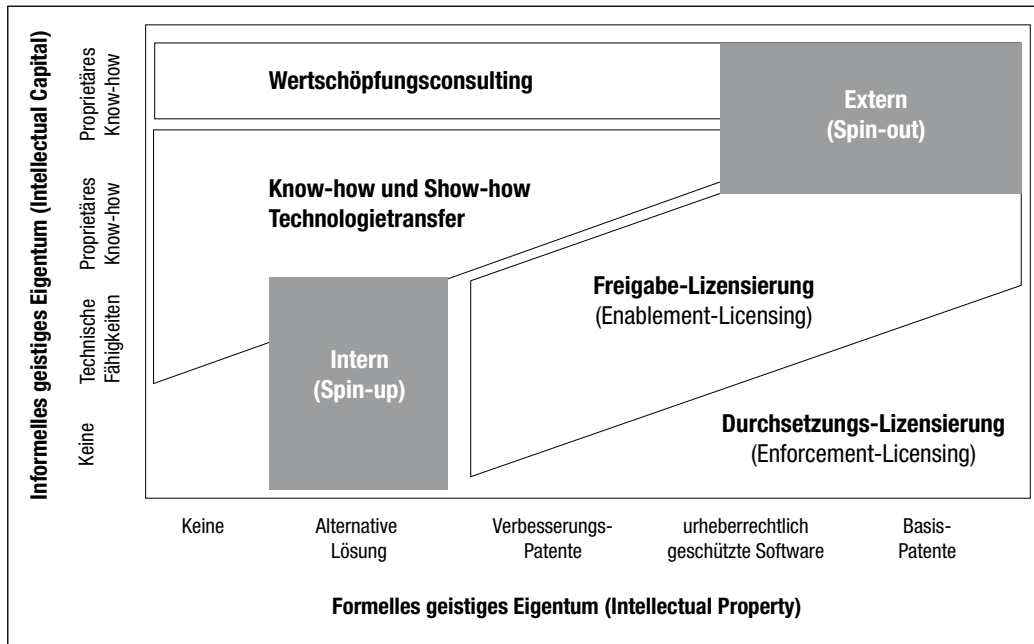 Informelles geistiges Eigentum (Intellectual Capital)
Proprietäres
Know-how
Proprietäres
Know-how
Technische
Fähigkeiten
Keine
Wertschöpfungsconsulting
Extern
(Spin-out)
Know-how und Show-how
Technologietransfer
Freigabe-Lizensierung
(Enablement-Licensing)
Intern
(Spin-up)
Durchsetzungs-Lizensierung
(Enforcement-Licensing)
Keine
Alternative
Lösung
Verbesserungs-
Patente
urheberrechtlich
geschützte Software
Basis-
Patente
Formelles geistiges Eigentum (Intellectual Property)